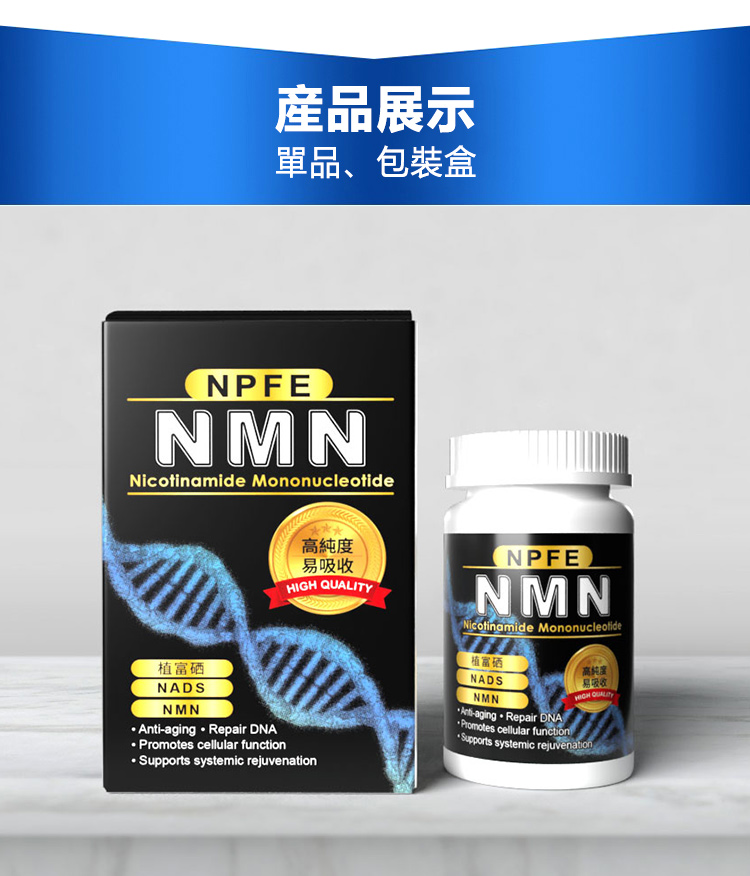 産品展示
單品、包裝盒
NPFE
NMN
Nicotinamide Mononucleotide
高純度
易吸收
HIGH QUALITY
植富硒
NADS
NMN
• Anti-aging • Repair DNA
• Promotes cellular function
• Supports systemic rejuvenation
NPFE
NMN
Nicotinamide Mononucleotide
植富硒
NADS
NMN
高純度
易吸收
HIGH QUALITY
• Anti-aging • Repair DNA
• Promotes cellular function
• Supports systemic rejuvenation